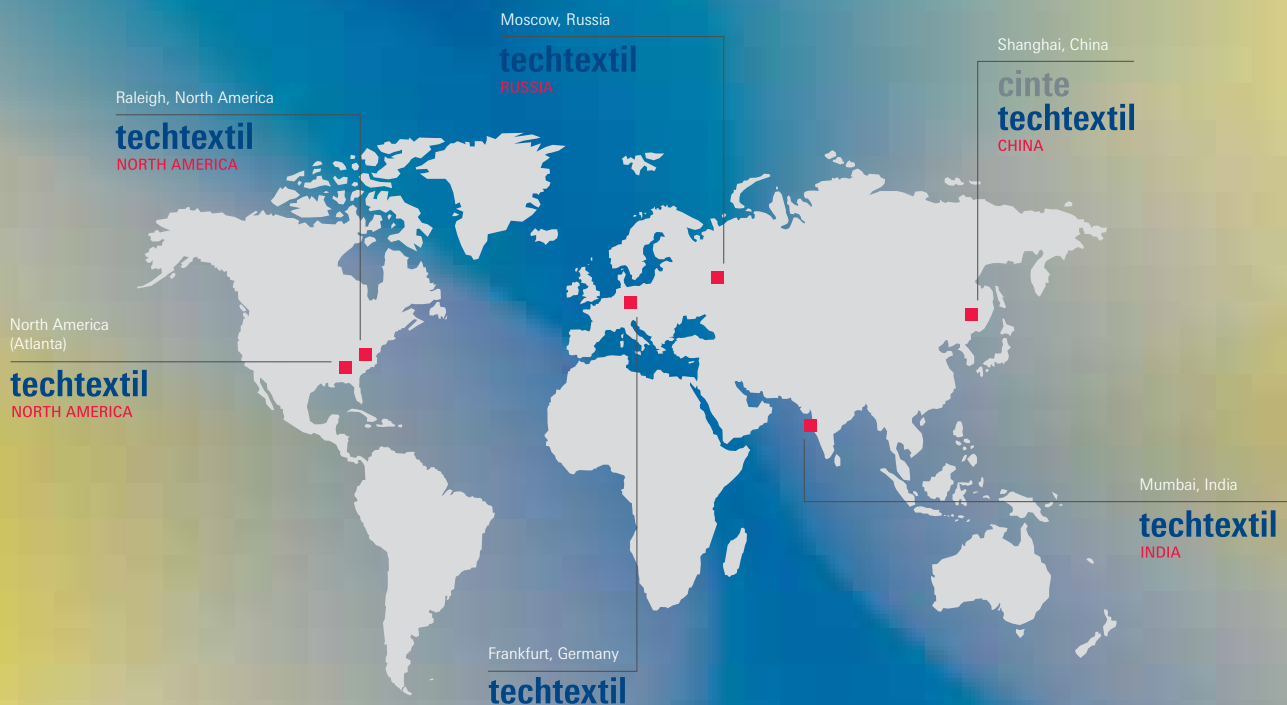 Moscow, Russia
techtextil
RUSSIA
Shanghai, China
cinte
techtextil
CHINA
Raleigh, North America
techtextil
NORTH AMERICA
North America
(Atlanta)
techtextil
NORTH AMERICA
Mumbai, India
techtextil
INDIA
Frankfurt, Germany
techtextil